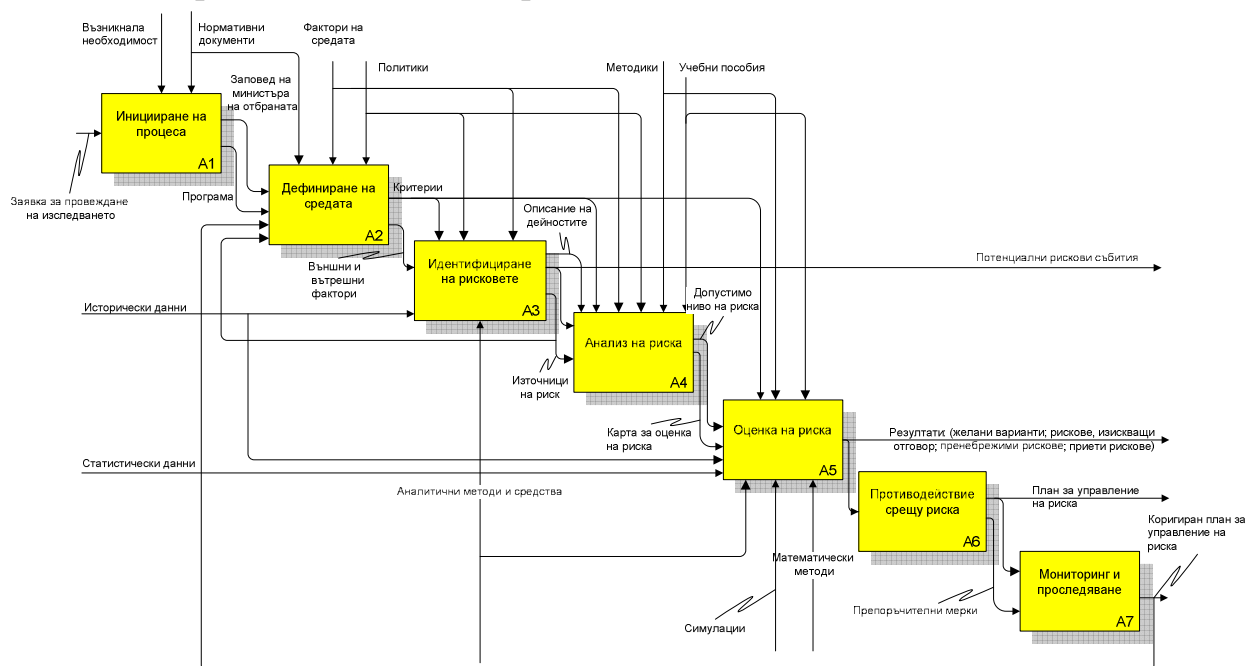 Възникнала
необходимост
Нормативни
документи
Фактори на
средата
Политики
Методики
Учебни пособия
Заповед на
министъра
на отбраната
Иницииране на
процеса
A1
Заявка за провеждане
на изследването
Програма
Дефиниране на
средата
A2
Критерии
Описание на
дейностите
Външни и
вътрешни
фактори
Идентифициране
на рисковете
A3
Потенциални рискови събития
Исторически данни
Допустимо
ниво на риска
Анализ на риска
A4
Източници
на риск
Карта за оценка
на риска
Оценка на риска
A5
Резултати: (желани варианти; рискове, изискващи
отговор; пренебрежими рискове; приети рискове)
Статистически данни
Аналитични методи и средства
Противодействие
срещу риска
A6
План за управление
на риска
Коригиран план за
управление на
риска
Математически
методи
Мониторинг и
проследяване
A7
Препоръчителни мерки
Симулации